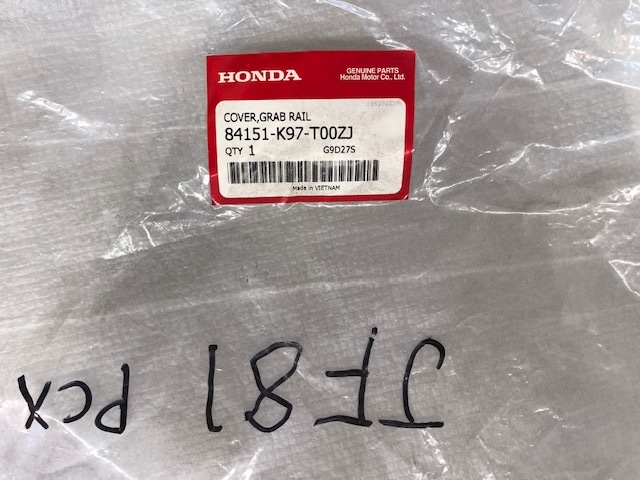 HONDA
GENUINE PARTS
Honda Motor Co., Ltd.
HONDA
COVER,GRAB RAIL
84151-K97-T00ZJ
QTY 1 G9D27S
Made in VIETNAM
JF81 PCX